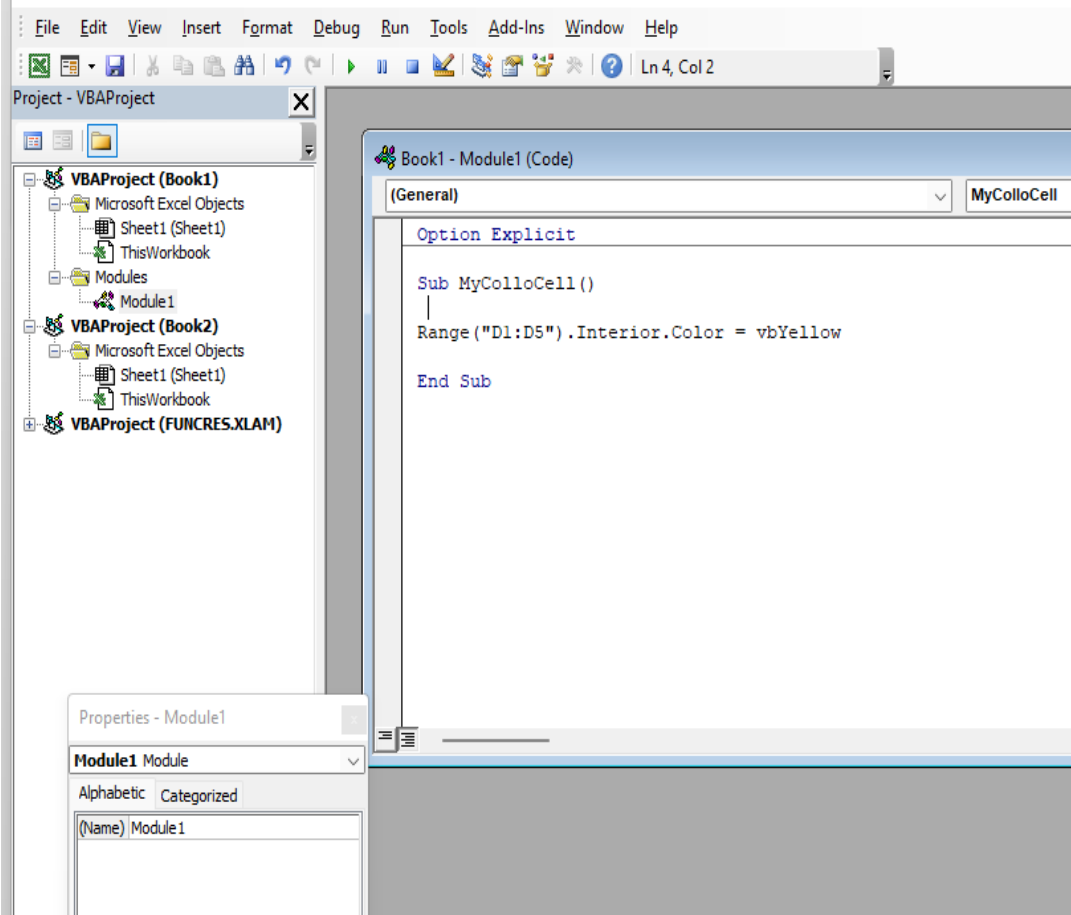 File Edit View Insert Format Debug Run Tools Add-Ins Window Help
Ln 4, Col 2
Project - VBAProject
VBAProject (Book1)
Microsoft Excel Objects
Sheet1 (Sheet1)
ThisWorkbook
Modules
Module1
VBAProject (Book2)
Microsoft Excel Objects
Sheet1 (Sheet1)
ThisWorkbook
VBAProject (FUNCRES.XLAM)
Book1 - Module1 (Code)
(General)
MyColloCell
Option Explicit
Sub MyColloCell()
Range("D1:D5").Interior.Color = vbYellow
End Sub
Properties - Module1
Module1 Module
Alphabetic Categorized
(Name) Module1